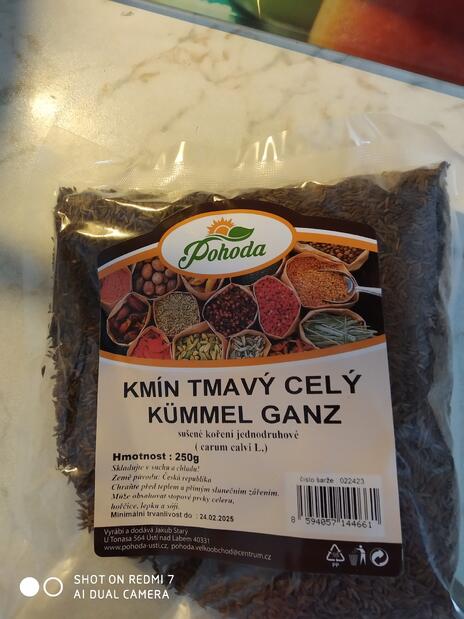 Pohoda
KMÍN TMAVÝ CELÝ
KÜMMEL GANZ
sušené koření jednodruhové
( carum calvi L.)
Hmotnost : 250g
Skladujte v suchu a chladu!
Země původu: Česká republika
Chraňte před teplem a přímým slunečním zářením.
Může obsahovat stopové prvky celeru,
hořčice, lepku a sóji.
Minimální trvanlivost do : 24.02.2025
číslo šarže: 022423
8 594057 144661
Vyrábí a dodává Jakub Starý
U Tonasa 564 Ústí nad Labem 40331
www.pohoda-usti.cz, pohoda.velkoobchod@centrum.cz
PP
SHOT ON REDMI 7
AI DUAL CAMERA